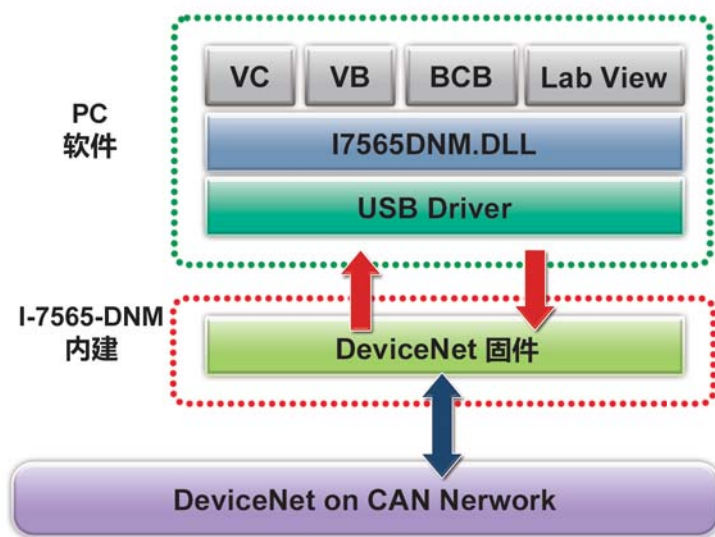 VC VB BCB Lab View
PC
软件
I7565DNM.DLL
USB Driver
I-7565-DNM
内建
DeviceNet 固件
DeviceNet on CAN Nerwork